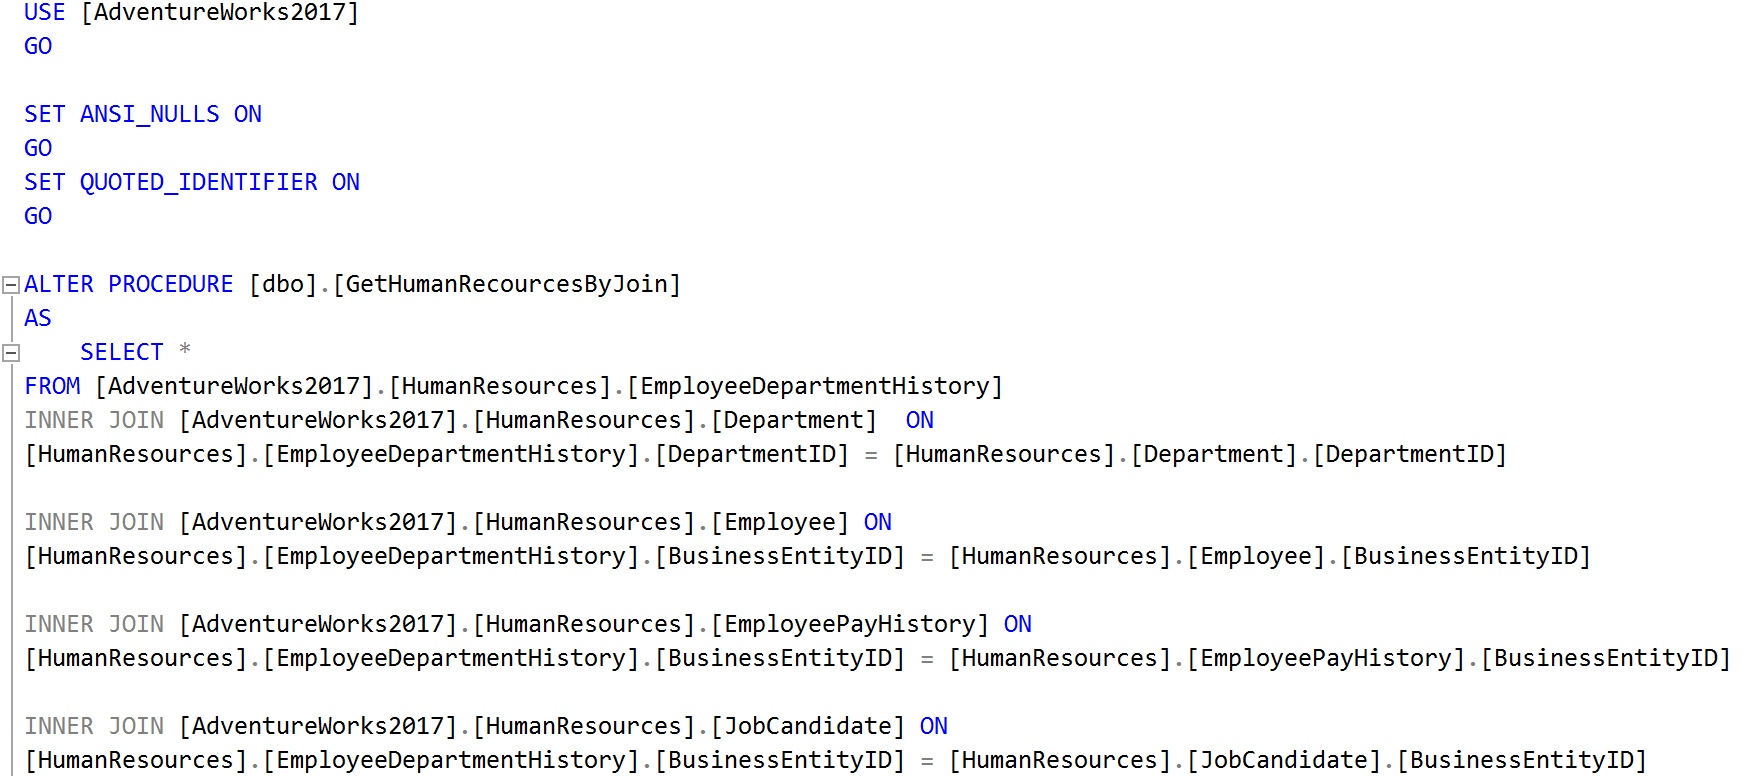 USE [AdventureWorks2017]
GO
SET ANSI_NULLS ON
GO
SET QUOTED_IDENTIFIER ON
GO
ALTER PROCEDURE [dbo].[GetHumanRecourcesByJoin]
AS
SELECT *
FROM [AdventureWorks2017].[HumanResources].[EmployeeDepartmentHistory]
INNER JOIN [AdventureWorks2017].[HumanResources].[Department]  ON
[HumanResources].[EmployeeDepartmentHistory].[DepartmentID] = [HumanResources].[Department].[DepartmentID]
INNER JOIN [AdventureWorks2017].[HumanResources].[Employee] ON
[HumanResources].[EmployeeDepartmentHistory].[BusinessEntityID] = [HumanResources].[Employee].[BusinessEntityID]
INNER JOIN [AdventureWorks2017].[HumanResources].[EmployeePayHistory] ON
[HumanResources].[EmployeeDepartmentHistory].[BusinessEntityID] = [HumanResources].[EmployeePayHistory].[BusinessEntityID]
INNER JOIN [AdventureWorks2017].[HumanResources].[JobCandidate] ON
[HumanResources].[EmployeeDepartmentHistory].[BusinessEntityID] = [HumanResources].[JobCandidate].[BusinessEntityID]